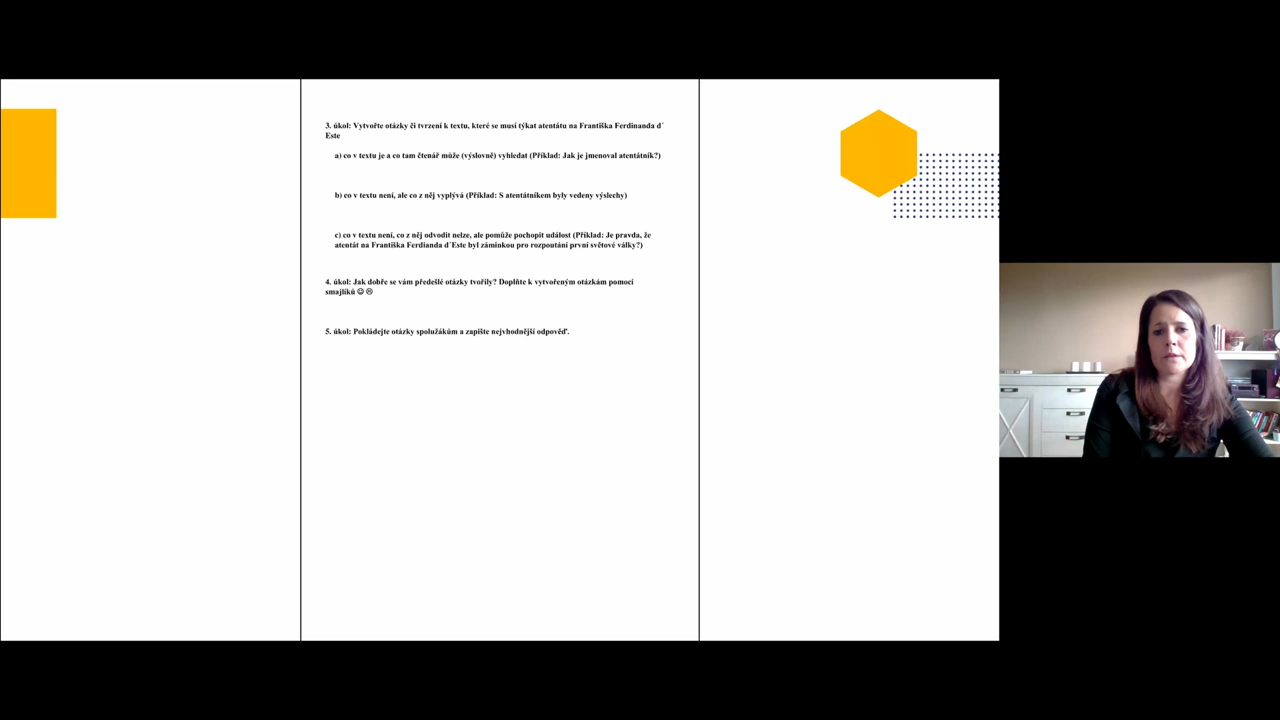 3. úkol: Vytvořte otázky či tvrzení k textu, které se musí týkat atentátu na Františka Ferdinanda d´
Este
a) co v textu je a co tam čtenář může (výslovně) vyhledat (Příklad: Jak je jmenoval atentátník?)
b) co v textu není, ale co z něj vyplývá (Příklad: S atentátníkem byly vedeny výslechy)
c) co v textu není, co z něj odvodit nelze, ale pomůže pochopit událost (Příklad: Je pravda, že
atentát na Františka Ferdianda d´Este byl záminkou pro rozpoutání první světové války?)
4. úkol: Jak dobře se vám předešlé otázky tvořily? Doplňte k vytvořeným otázkám pomocí
smajlíků ☺ ☹
5. úkol: Pokládejte otázky spolužákům a zapište nejvhodnější odpověď.